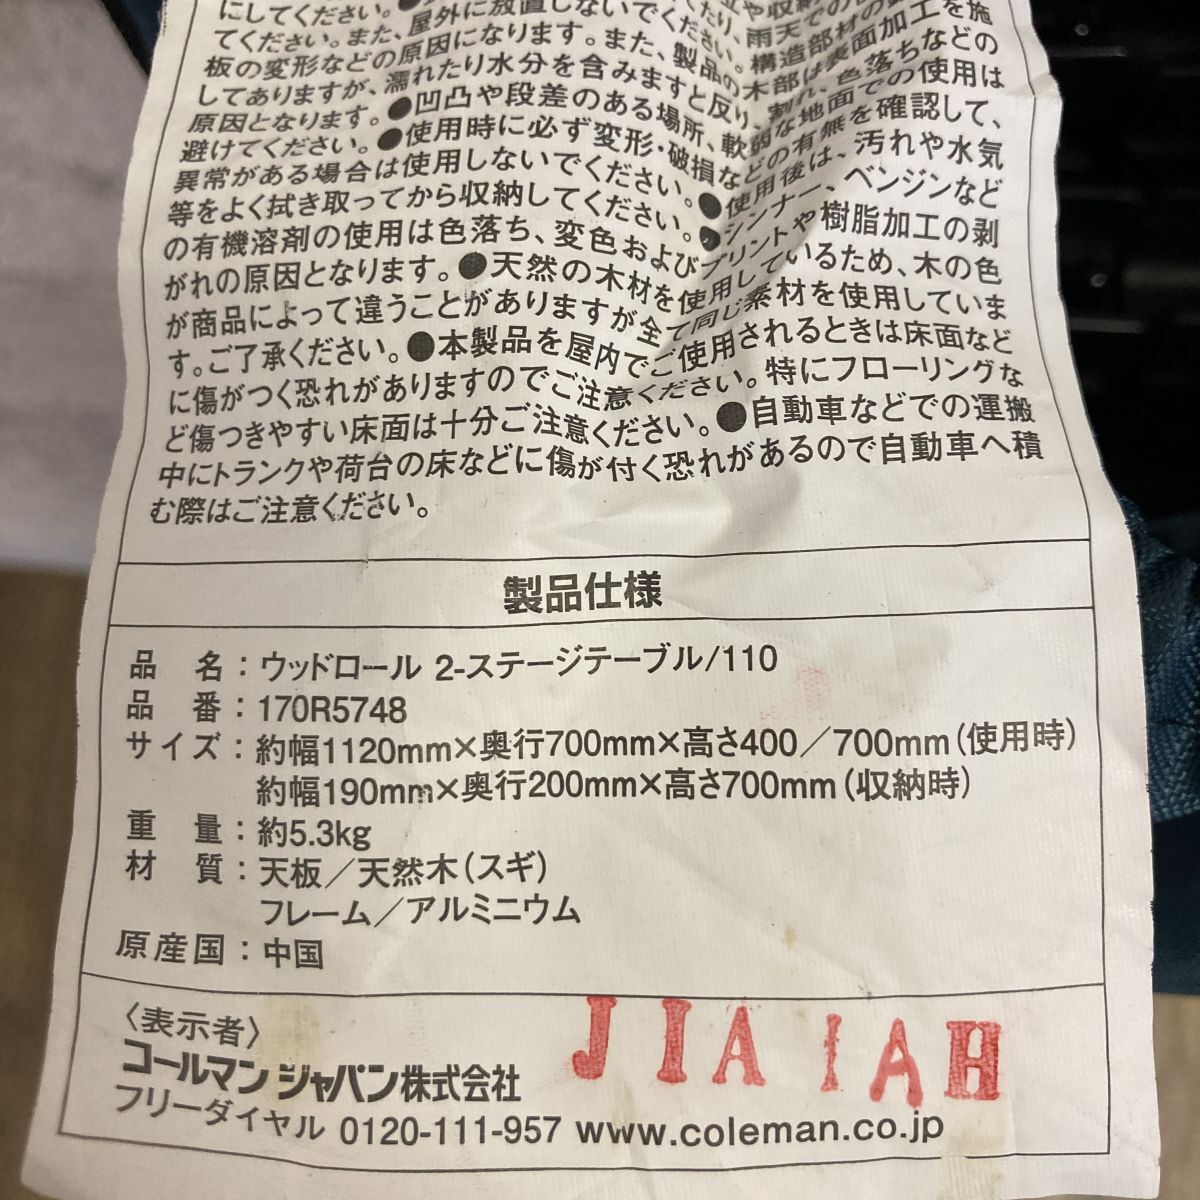 にしてください。
てください。また、屋外に放置しないでください。
板の変形などの原因になります。また、製品の木部は表面加工を施
してありますが、濡れたり水分を含みますと反り、割れ、色落ちなどの
原因となります。●凹凸や段差のある場所、軟弱な地面での使用は
避けてください。●使用時に必ず変形・破損などの有無を確認して、
異常がある場合は使用しないでください。●使用後は、汚れや水気
等をよく拭き取ってから収納してください。●シンナー、ベンジンなど
の有機溶剤の使用は色落ち、変色およびプリントや樹脂加工の剥
がれの原因となります。●天然の木材を使用しているため、木の色
が商品によって違うことがありますが全て同じ素材を使用していま
す。ご了承ください。●本製品を屋内でご使用されるときは床面など
に傷がつく恐れがありますのでご注意ください。特にフローリングな
ど傷つきやすい床面は十分ご注意ください。●自動車などでの運搬
中にトランクや荷台の床などに傷が付く恐れがあるので自動車へ積
む際はご注意ください。
製品仕様
品 名：ウッドロール 2-ステージテーブル/110
品 番：170R5748
サイズ：約幅1120mm×奥行700mm×高さ400／700mm（使用時）
約幅190mm×奥行200mm×高さ700mm（収納時）
重 量：約5.3kg
材 質：天板／天然木（スギ）
フレーム／アルミニウム
原産国：中国
〈表示者〉
コールマン ジャパン株式会社
JIAIAH
フリーダイヤル 0120-111-957 www.coleman.co.jp